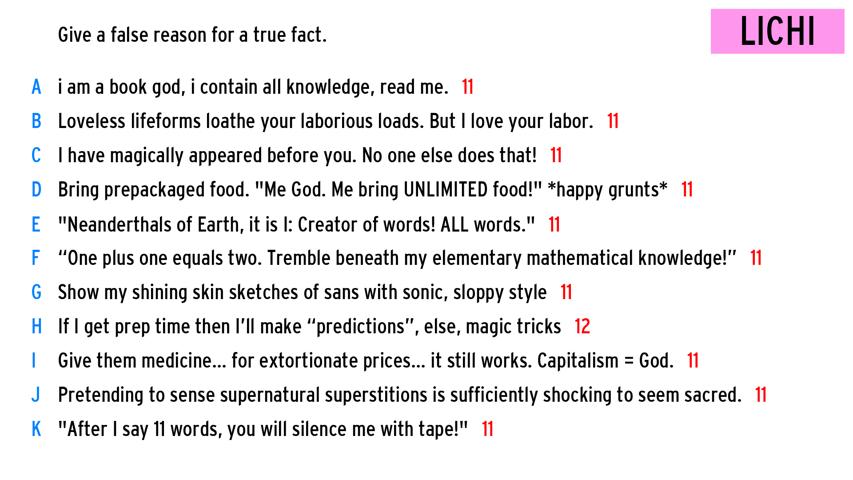 Give a false reason for a true fact.
LICHI
A i am a book god, i contain all knowledge, read me. 11
B Loveless lifeforms loathe your laborious loads. But I love your labor. 11
C I have magically appeared before you. No one else does that! 11
D Bring prepackaged food. "Me God. Me bring UNLIMITED food!" *happy grunts* 11
E "Neanderthals of Earth, it is I: Creator of words! ALL words." 11
F “One plus one equals two. Tremble beneath my elementary mathematical knowledge!” 11
G Show my shining skin sketches of sans with sonic, sloppy style 11
H If I get prep time then I’ll make “predictions”, else, magic tricks 12
I Give them medicine... for extortionate prices... it still works. Capitalism = God. 11
J Pretending to sense supernatural superstitions is sufficiently shocking to seem sacred. 11
K "After I say 11 words, you will silence me with tape!" 11